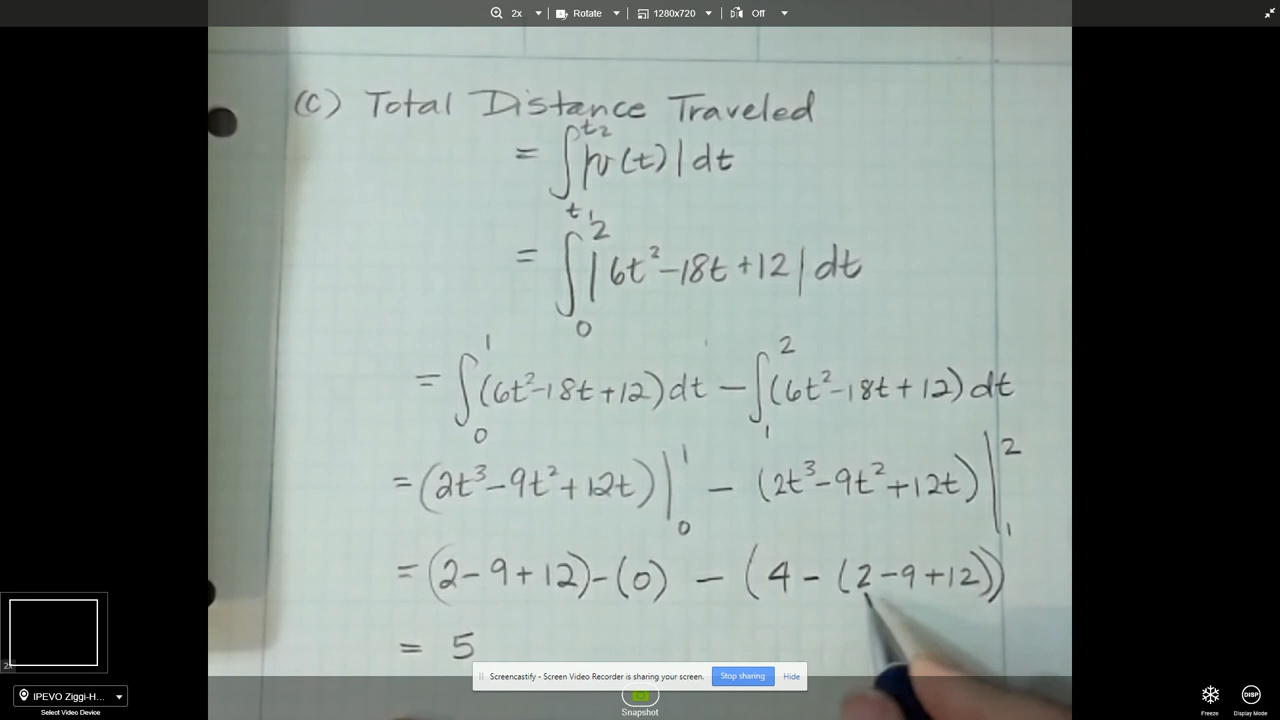 2x Rotate 1280x720 Off
(c) Total Distance Traveled
= ∫_{t₁}^{t₂} |v(t)| dt
= ∫_0^2 |6t²-18t+12| dt
= ∫_0^1 (6t²-18t+12) dt - ∫_1^2 (6t²-18t+12) dt
= (2t³-9t²+12t)|_0^1 - (2t³-9t²+12t)|_1^2
= (2-9+12)-(0) - (4-(2-9+12))
= 5
2x
Screencastify - Screen Video Recorder is sharing your screen. Stop sharing Hide
IPEVO Ziggi-H...
Select Video Device
Snapshot
Freeze
DISP
Display Mode